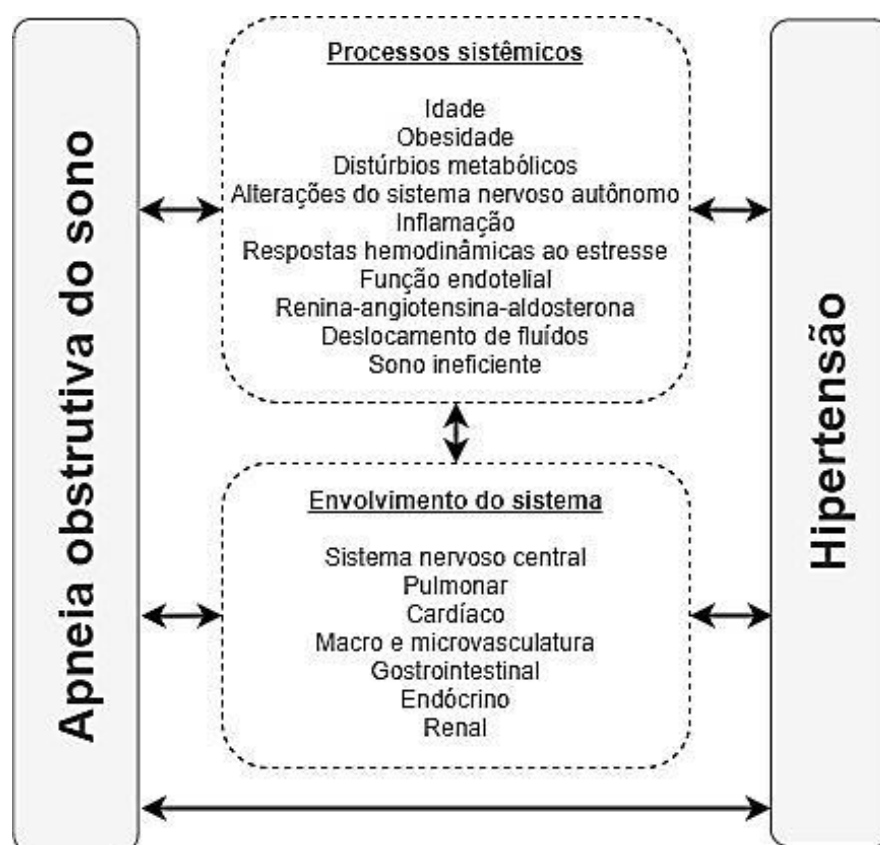 Apneia obstrutiva do sono
Processos sistêmicos
Idade
Obesidade
Distúrbios metabólicos
Alterações do sistema nervoso autônomo
Inflamação
Respostas hemodinâmicas ao estresse
Função endotelial
Renina-angiotensina-aldosterona
Deslocamento de fluídos
Sono ineficiente
Envolvimento do sistema
Sistema nervoso central
Pulmonar
Cardíaco
Macro e microvasculatura
Gostrointestinal
Endócrino
Renal
Hipertensão